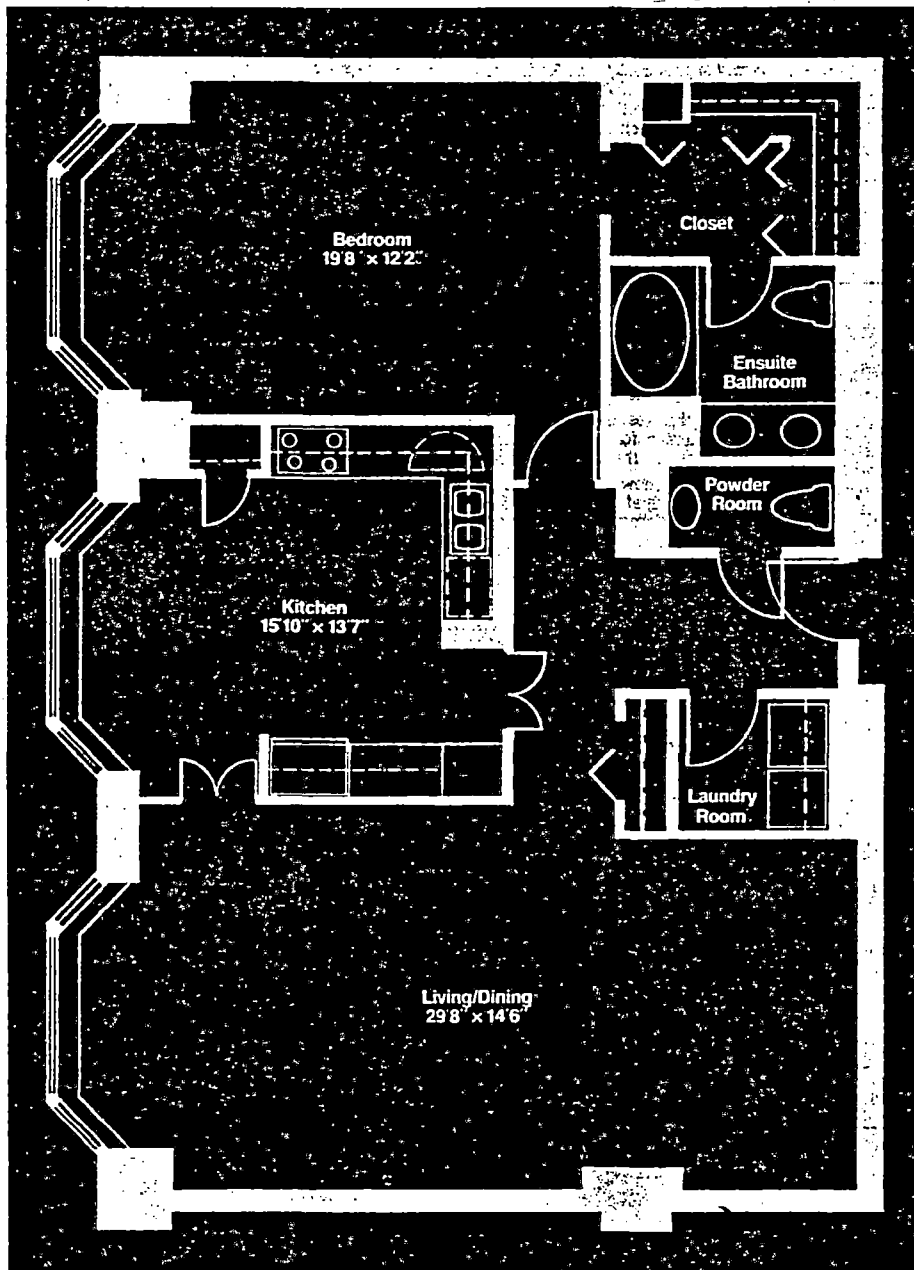 Bedroom
19'8" × 12'2"
Closet
Ensuite
Bathroom
Powder
Room
Kitchen
15'10" × 13'7"
Laundry
Room
Living/Dining
29'8" × 14'6"